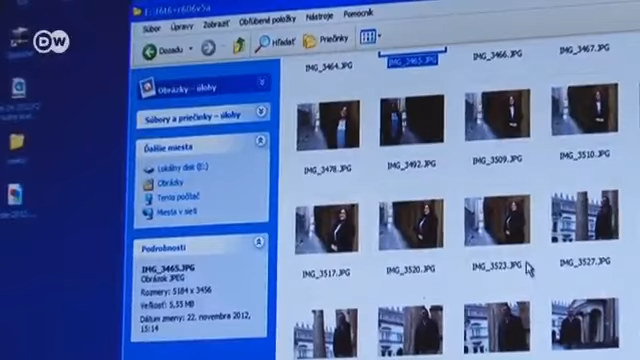 DW
Súbor Úpravy Zobraziť Obľúbené položky Nástroje Pomocník
Dozadu Hľadať Priečinky
Obrázky - úlohy
Súbory a priečinky - úlohy
Ďalšie miesta
Lokálny disk (E:)
Obrázky
Tento počítač
Miesta v sieti
Podrobnosti
IMG_3465.JPG
Obrázok JPEG
Rozmery: 5184 x 3456
Veľkosť: 5,55 MB
Dátum zmeny: 22. novembra 2012,
15:14
IMG_3464.JPG IMG_3465.JPG IMG_3466.JPG IMG_3467.JPG
IMG_3478.JPG IMG_3492.JPG IMG_3509.JPG IMG_3510.JPG
IMG_3517.JPG IMG_3520.JPG IMG_3523.JPG IMG_3527.JPG